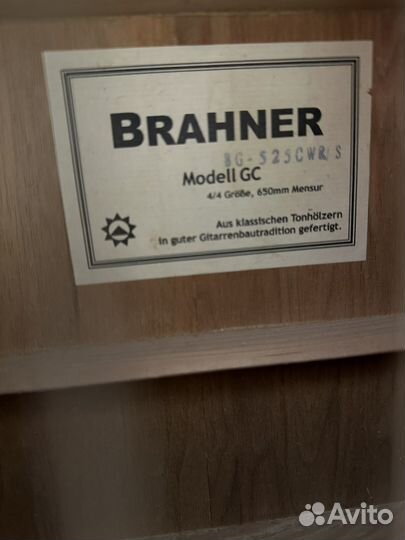 BRAHNER
BG-525CWR/S
Modell GC
4/4 Größe, 650mm Mensur
Aus klassischen Tonhölzern
in guter Gitarrenbautradition gefertigt.
Avito